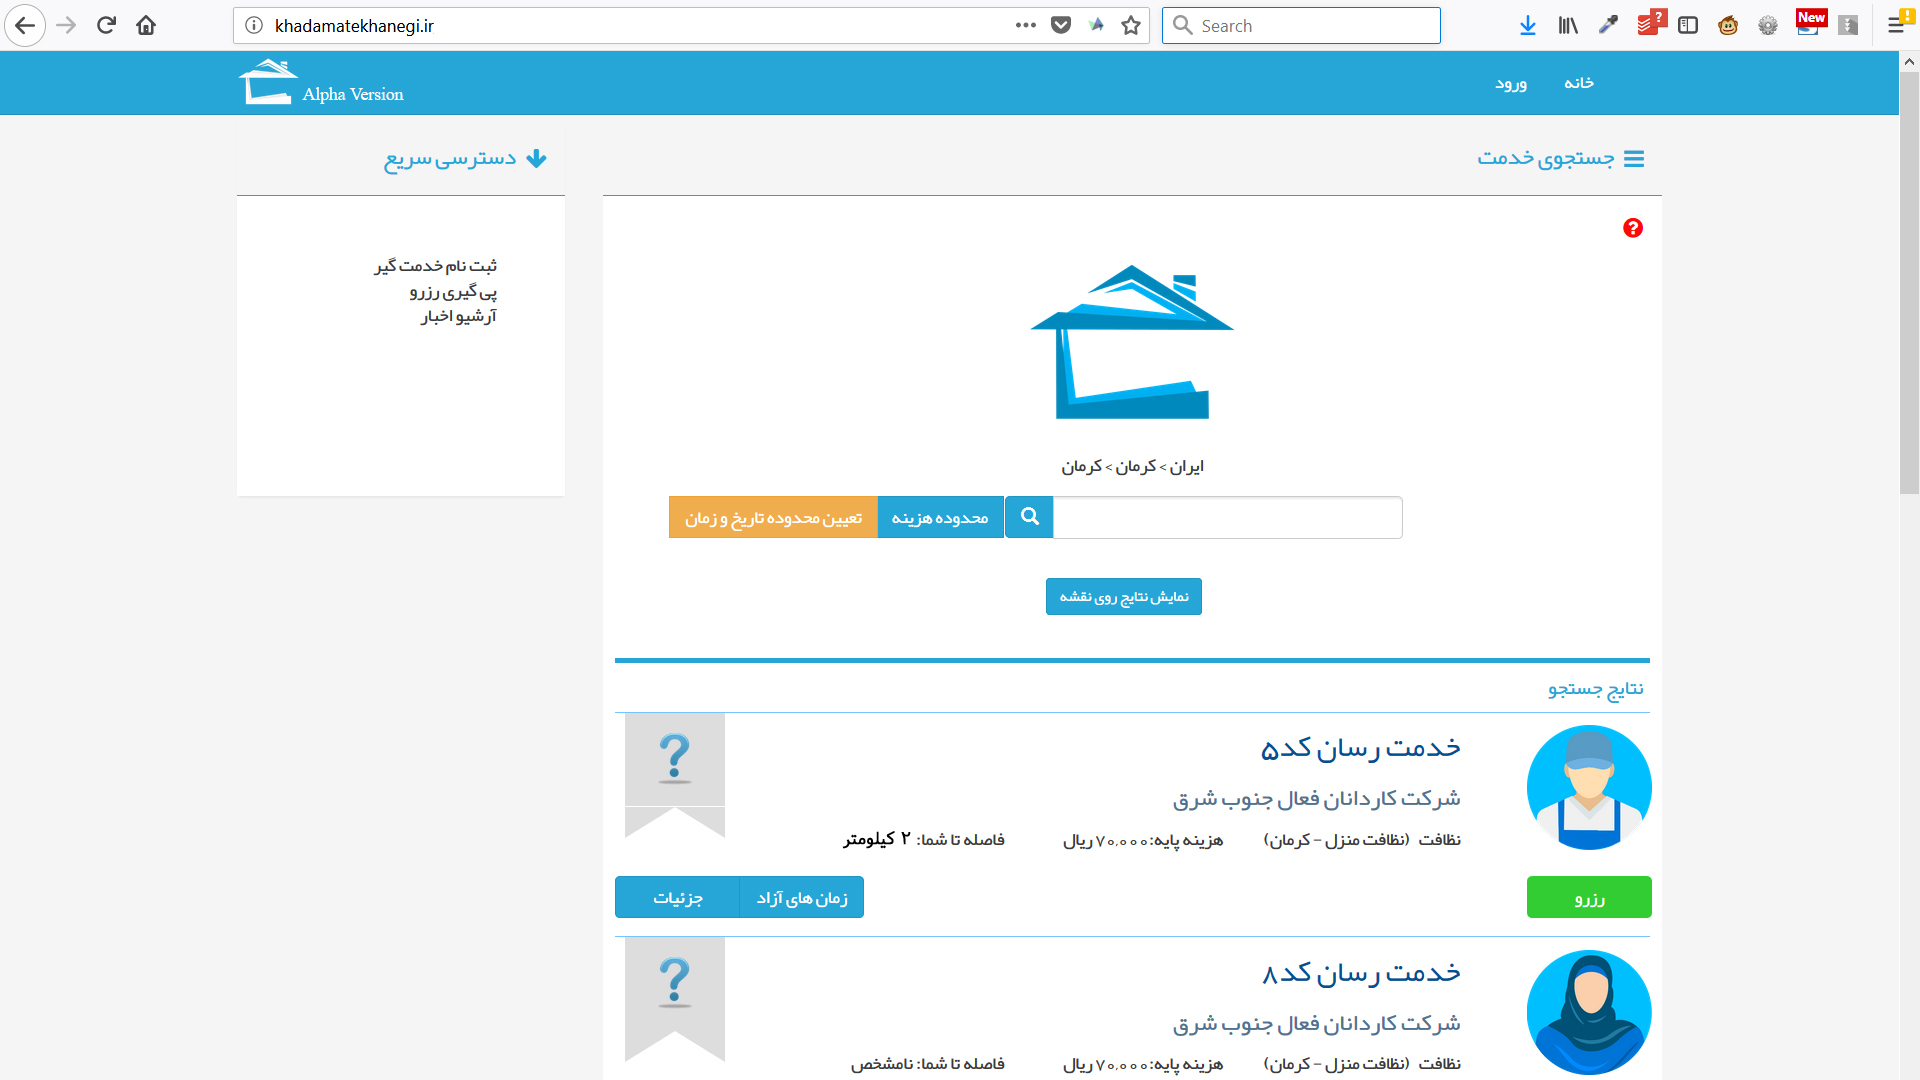 khadamatekhanegi.ir
Search
?
New
Alpha Version
خانه
ورود
جستجوی خدمت
دسترسی سریع
ثبت نام خدمت گیر
پی گیری رزرو
آرشیو اخبار
ایران > کرمان > کرمان
محدوده هزینه
تعیین محدوده تاریخ و زمان
نمایش نتایج روی نقشه
نتایج جستجو
خدمت رسان کد۵
شرکت کاردانان فعال جنوب شرق
نظافت (نظافت منزل - کرمان) هزینه پایه:۷۰,۰۰۰ ریال فاصله تا شما: ۲ کیلومتر
رزرو
زمان های آزاد
جزئیات
خدمت رسان کد۸
شرکت کاردانان فعال جنوب شرق
نظافت (نظافت منزل - کرمان) هزینه پایه:۷۰,۰۰۰ ریال فاصله تا شما: نامشخص